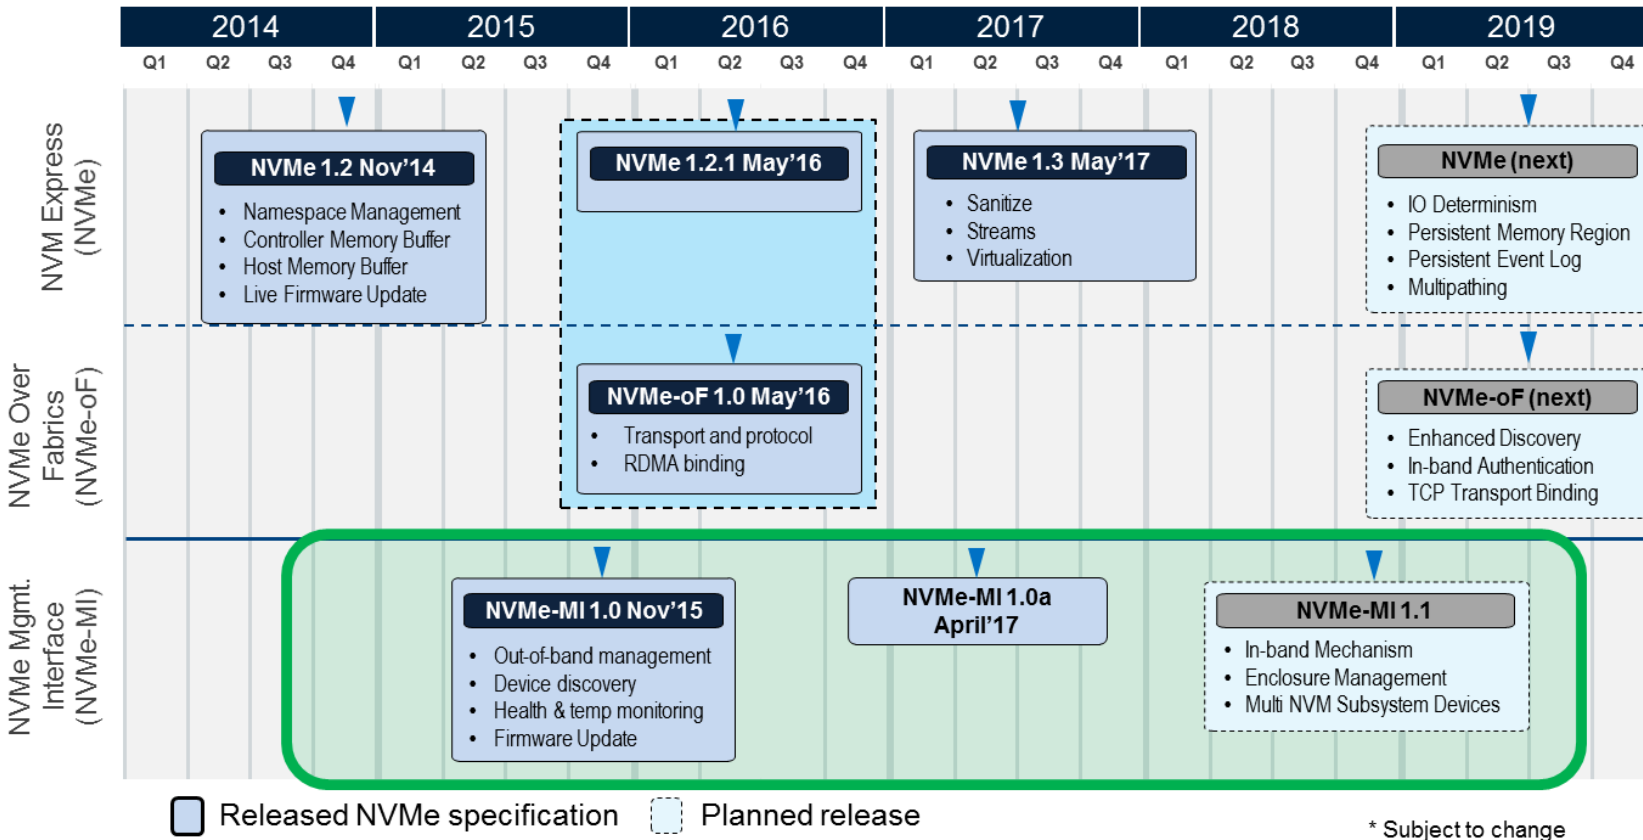 2014 2015 2016 2017 2018 2019
Q1 Q2 Q3 Q4 Q1 Q2 Q3 Q4 Q1 Q2 Q3 Q4 Q1 Q2 Q3 Q4 Q1 Q2 Q3 Q4 Q1 Q2 Q3 Q4
NVM Express
(NVMe)
NVMe 1.2 Nov’14
• Namespace Management
• Controller Memory Buffer
• Host Memory Buffer
• Live Firmware Update
NVMe 1.2.1 May’16
NVMe 1.3 May’17
• Sanitize
• Streams
• Virtualization
NVMe (next)
• IO Determinism
• Persistent Memory Region
• Persistent Event Log
• Multipathing
NVMe Over
Fabrics
(NVMe-oF)
NVMe-oF 1.0 May’16
• Transport and protocol
• RDMA binding
NVMe-oF (next)
• Enhanced Discovery
• In-band Authentication
• TCP Transport Binding
NVMe Mgmt.
Interface
(NVMe-MI)
NVMe-MI 1.0 Nov’15
• Out-of-band management
• Device discovery
• Health & temp monitoring
• Firmware Update
NVMe-MI 1.0a
April’17
NVMe-MI 1.1
• In-band Mechanism
• Enclosure Management
• Multi NVM Subsystem Devices
Released NVMe specification
Planned release
* Subject to change